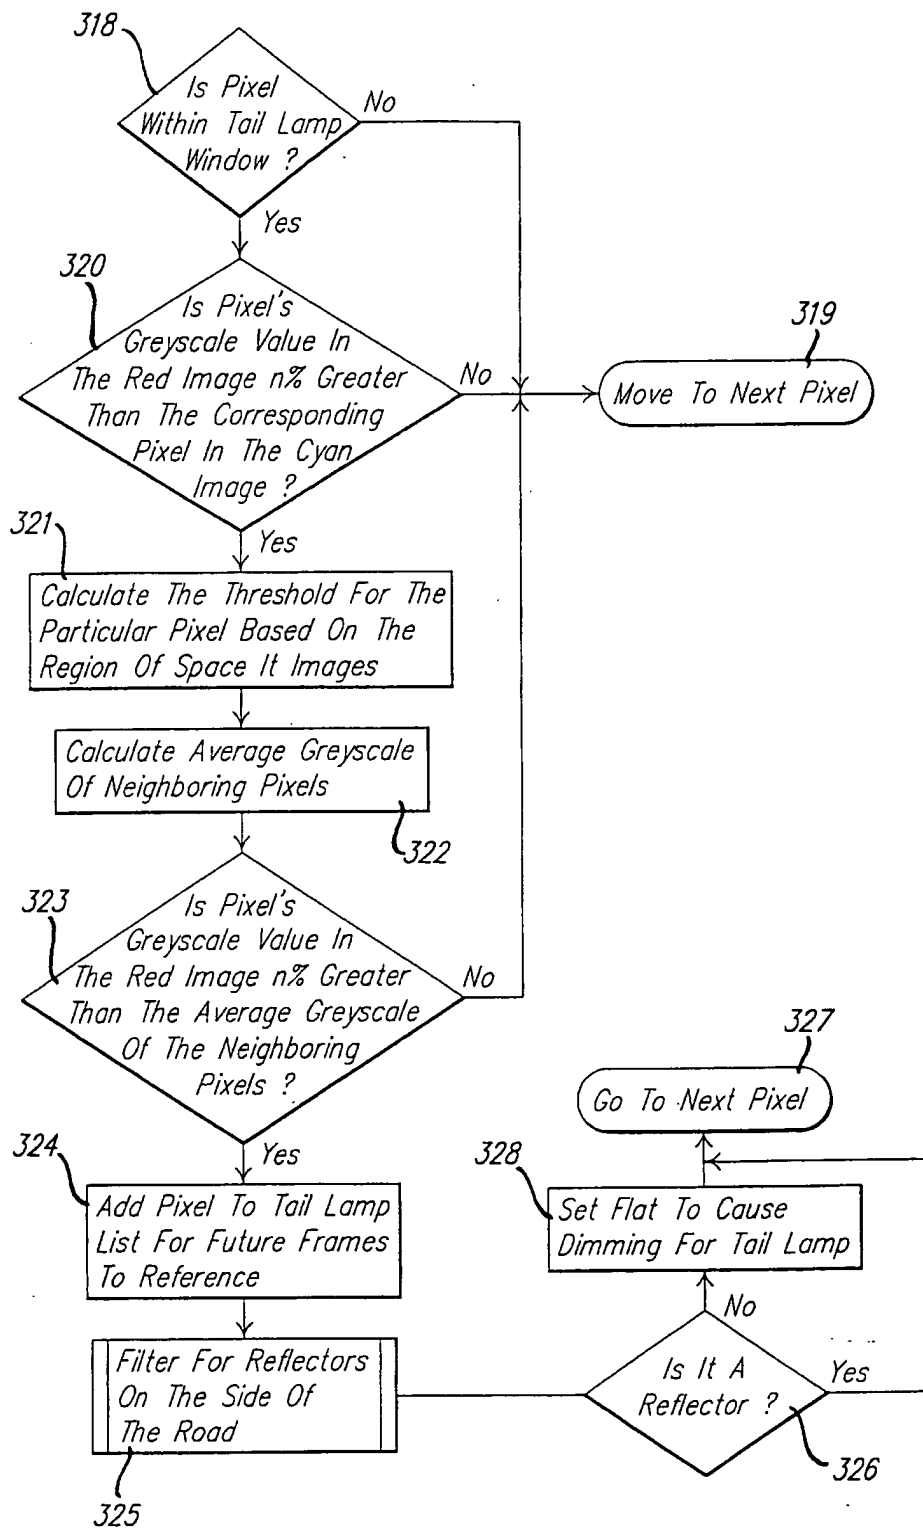 318
Is Pixel
Within Tail Lamp
Window ?
No
Yes
320
Is Pixel's
Greyscale Value In
The Red Image n% Greater
Than The Corresponding
Pixel In The Cyan
Image ?
No
319
Move To Next Pixel
Yes
321
Calculate The Threshold For The
Particular Pixel Based On The
Region Of Space It Images
Calculate Average Greyscale
Of Neighboring Pixels
322
323
Is Pixel's
Greyscale Value In
The Red Image n% Greater
Than The Average Greyscale
Of The Neighboring
Pixels ?
No
Yes
324
Add Pixel To Tail Lamp
List For Future Frames
To Reference
Filter For Reflectors
On The Side Of
The Road
325
327
Go To Next Pixel
328
Set Flat To Cause
Dimming For Tail Lamp
No
Is It A
Reflector ?
Yes
326